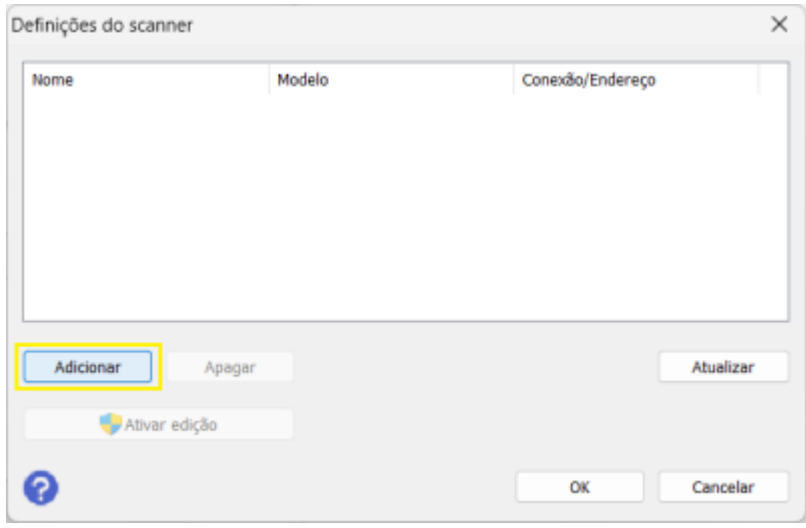 Definições do scanner
Nome Modelo Conexão/Endereço
Adicionar Apagar Atualizar
Ativar edição
? OK Cancelar